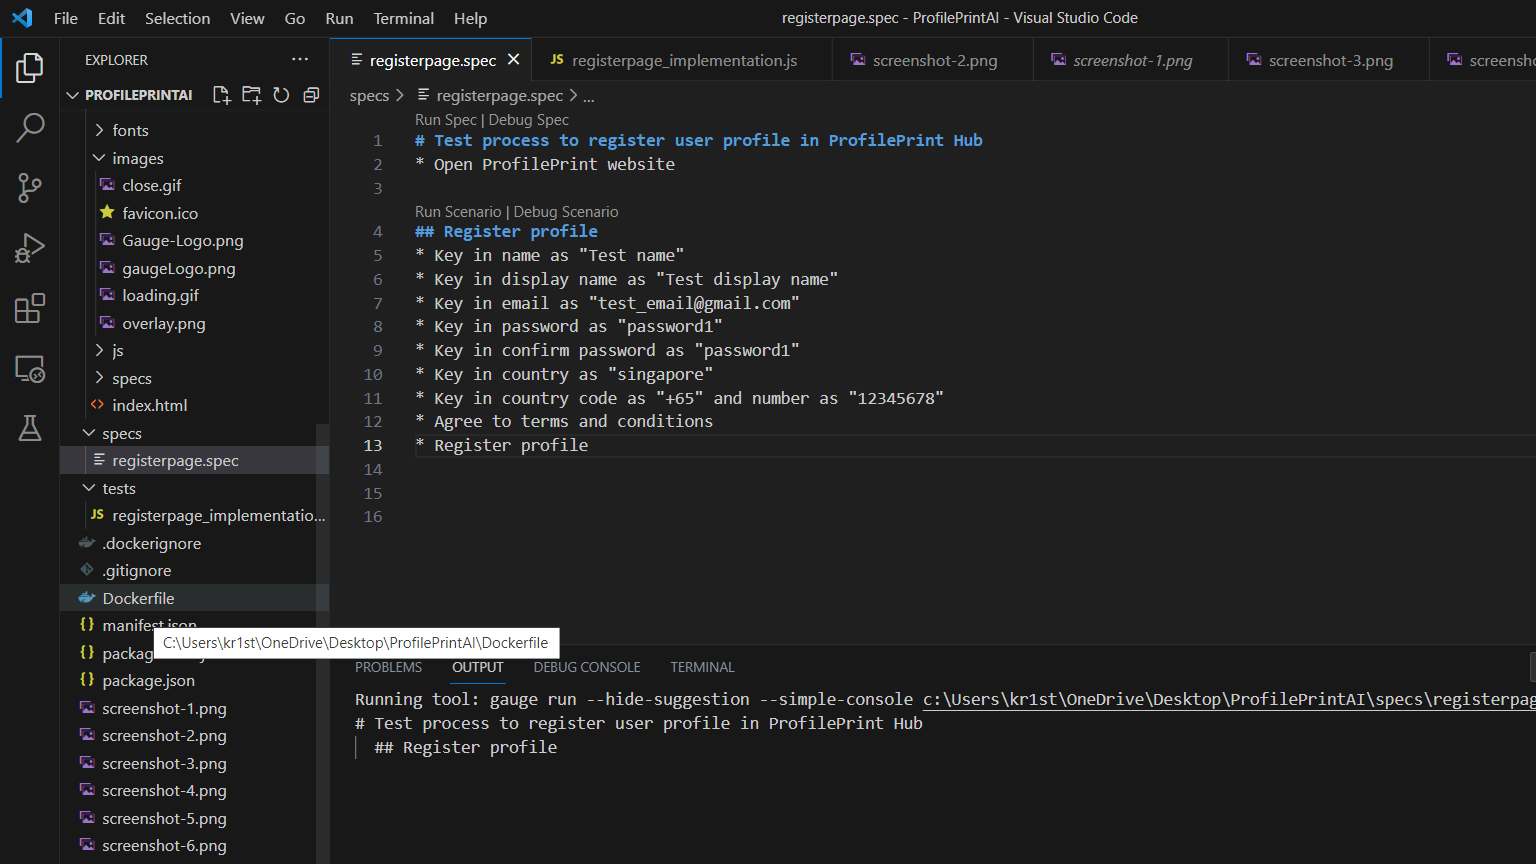 File Edit Selection View Go Run Terminal Help
registerpage.spec - ProfilePrintAI - Visual Studio Code
EXPLORER
PROFILEPRINTAI
fonts
images
close.gif
favicon.ico
Gauge-Logo.png
gaugeLogo.png
loading.gif
overlay.png
js
specs
index.html
specs
registerpage.spec
tests
JS registerpage_implementatio...
.dockerignore
.gitignore
Dockerfile
manifest.json
C:\Users\kr1st\OneDrive\Desktop\ProfilePrintAI\Dockerfile
package.json
screenshot-1.png
screenshot-2.png
screenshot-3.png
screenshot-4.png
screenshot-5.png
screenshot-6.png
registerpage.spec
JS registerpage_implementation.js
screenshot-2.png
screenshot-1.png
screenshot-3.png
specs > registerpage.spec > ...
Run Spec | Debug Spec
1 # Test process to register user profile in ProfilePrint Hub
2 * Open ProfilePrint website
3
Run Scenario | Debug Scenario
4 ## Register profile
5 * Key in name as "Test name"
6 * Key in display name as "Test display name"
7 * Key in email as "test_email@gmail.com"
8 * Key in password as "password1"
9 * Key in confirm password as "password1"
10 * Key in country as "singapore"
11 * Key in country code as "+65" and number as "12345678"
12 * Agree to terms and conditions
13 * Register profile
14
15
16
PROBLEMS OUTPUT DEBUG CONSOLE TERMINAL
Running tool: gauge run --hide-suggestion --simple-console c:\Users\kr1st\OneDrive\Desktop\ProfilePrintAI\specs\registerpag
# Test process to register user profile in ProfilePrint Hub
## Register profile